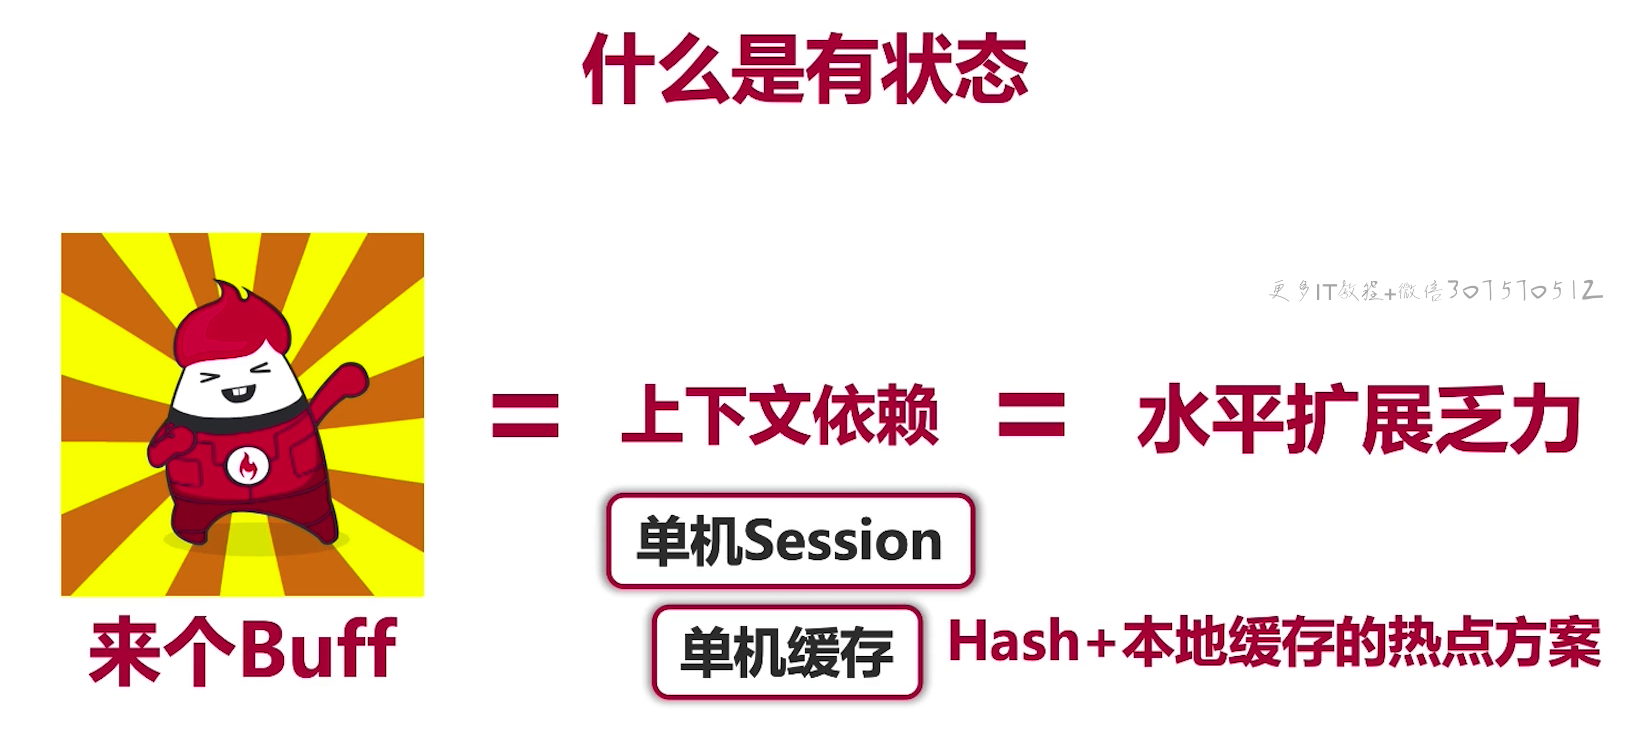 什么是有状态
更多IT教程+微信307570512
= 上下文依赖 = 水平扩展乏力
单机Session
来个Buff
单机缓存 Hash+本地缓存的热点方案